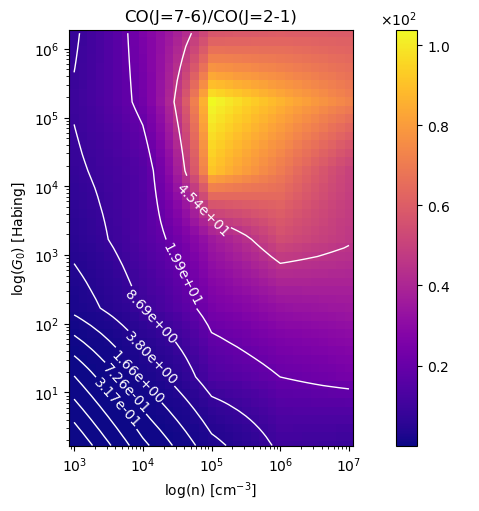 CO(J=7-6)/CO(J=2-1)
×10²
10⁶
10⁵
10⁴
10³
10²
10¹
log(G₀) [Habing]
4.54e+01
1.99e+01
8.69e+00
3.80e+00
1.66e+00
7.26e-01
3.17e-01
10³ 10⁴ 10⁵ 10⁶ 10⁷
log(n) [cm⁻³]
1.0
0.8
0.6
0.4
0.2